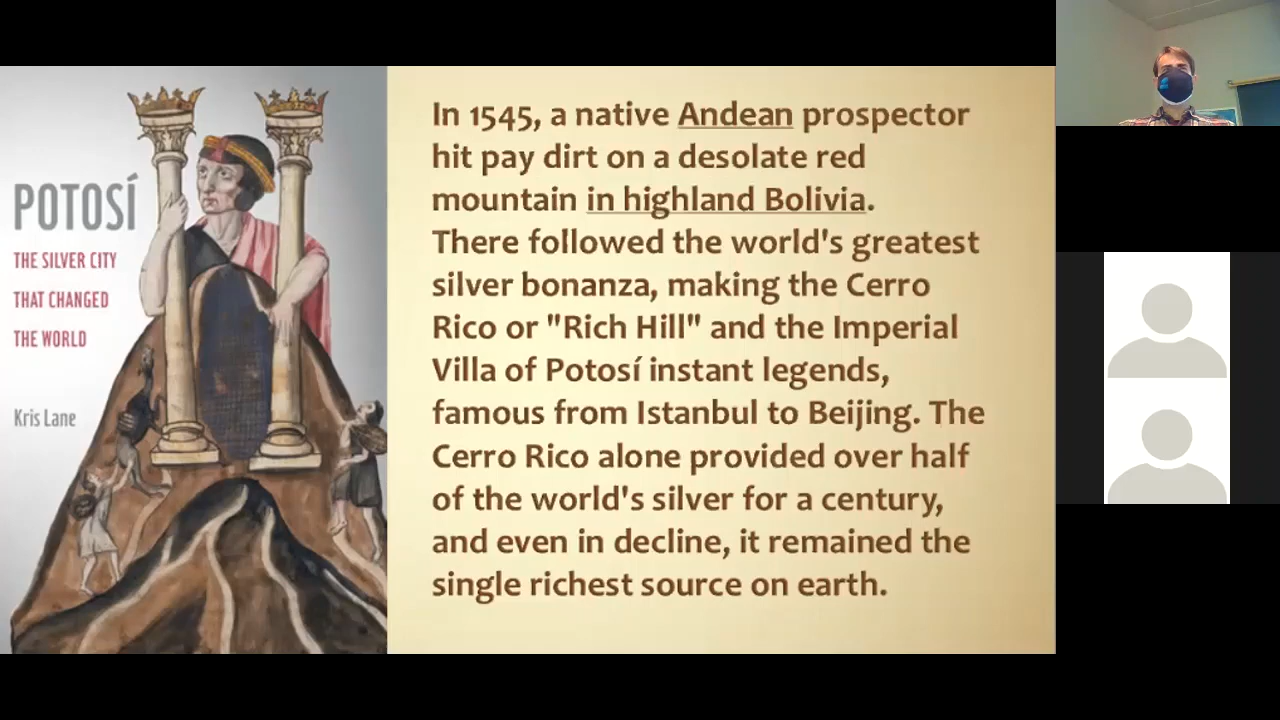 POTOSÍ
THE SILVER CITY
THAT CHANGED
THE WORLD
Kris Lane
In 1545, a native Andean prospector
hit pay dirt on a desolate red
mountain in highland Bolivia.
There followed the world's greatest
silver bonanza, making the Cerro
Rico or "Rich Hill" and the Imperial
Villa of Potosí instant legends,
famous from Istanbul to Beijing. The
Cerro Rico alone provided over half
of the world's silver for a century,
and even in decline, it remained the
single richest source on earth.